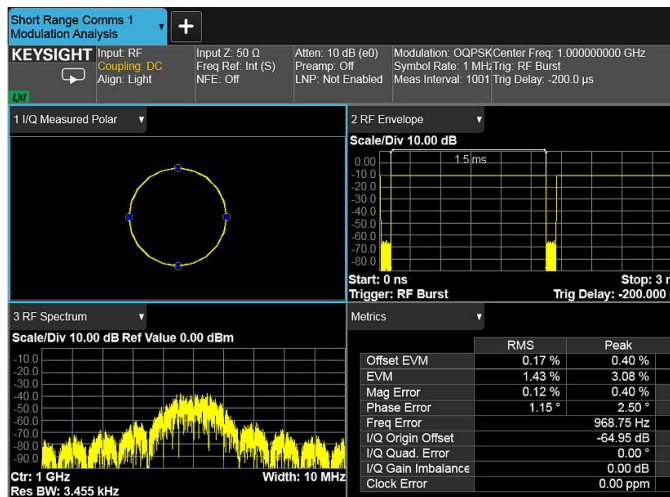 Short Range Comms 1
Modulation Analysis
KEYSIGHT
LXI
Input: RF
Coupling: DC
Align: Light
Input Z: 50 Ω
Freq Ref: Int (S)
NFE: Off
Atten: 10 dB (e0)
Preamp: Off
LNP: Not Enabled
Modulation: OQPSK
Symbol Rate: 1 MHz
Meas Interval: 1001
Center Freq: 1.000000000 GHz
Trig: RF Burst
Trig Delay: -200.0 µs
1 I/Q Measured Polar
2 RF Envelope
Scale/Div 10.00 dB
0.00
-10.0
-20.0
-30.0
-40.0
-50.0
-60.0
-70.0
-80.0
1.5 ms
Start: 0 ns
Stop: 3 m
Trigger: RF Burst
Trig Delay: -200.000
3 RF Spectrum
Scale/Div 10.00 dB Ref Value 0.00 dBm
-10.0
-20.0
-30.0
-40.0
-50.0
-60.0
-70.0
-80.0
-90.0
Ctr: 1 GHz
Width: 10 MHz
Res BW: 3.455 kHz
Metrics
RMS Peak
Offset EVM 0.17 % 0.40 %
EVM 1.43 % 3.08 %
Mag Error 0.12 % 0.40 %
Phase Error 1.15 ° 2.50 °
Freq Error 968.75 Hz
I/Q Origin Offset -64.95 dB
I/Q Quad. Error 0.00 °
I/Q Gain Imbalance 0.00 dB
Clock Error 0.00 ppm